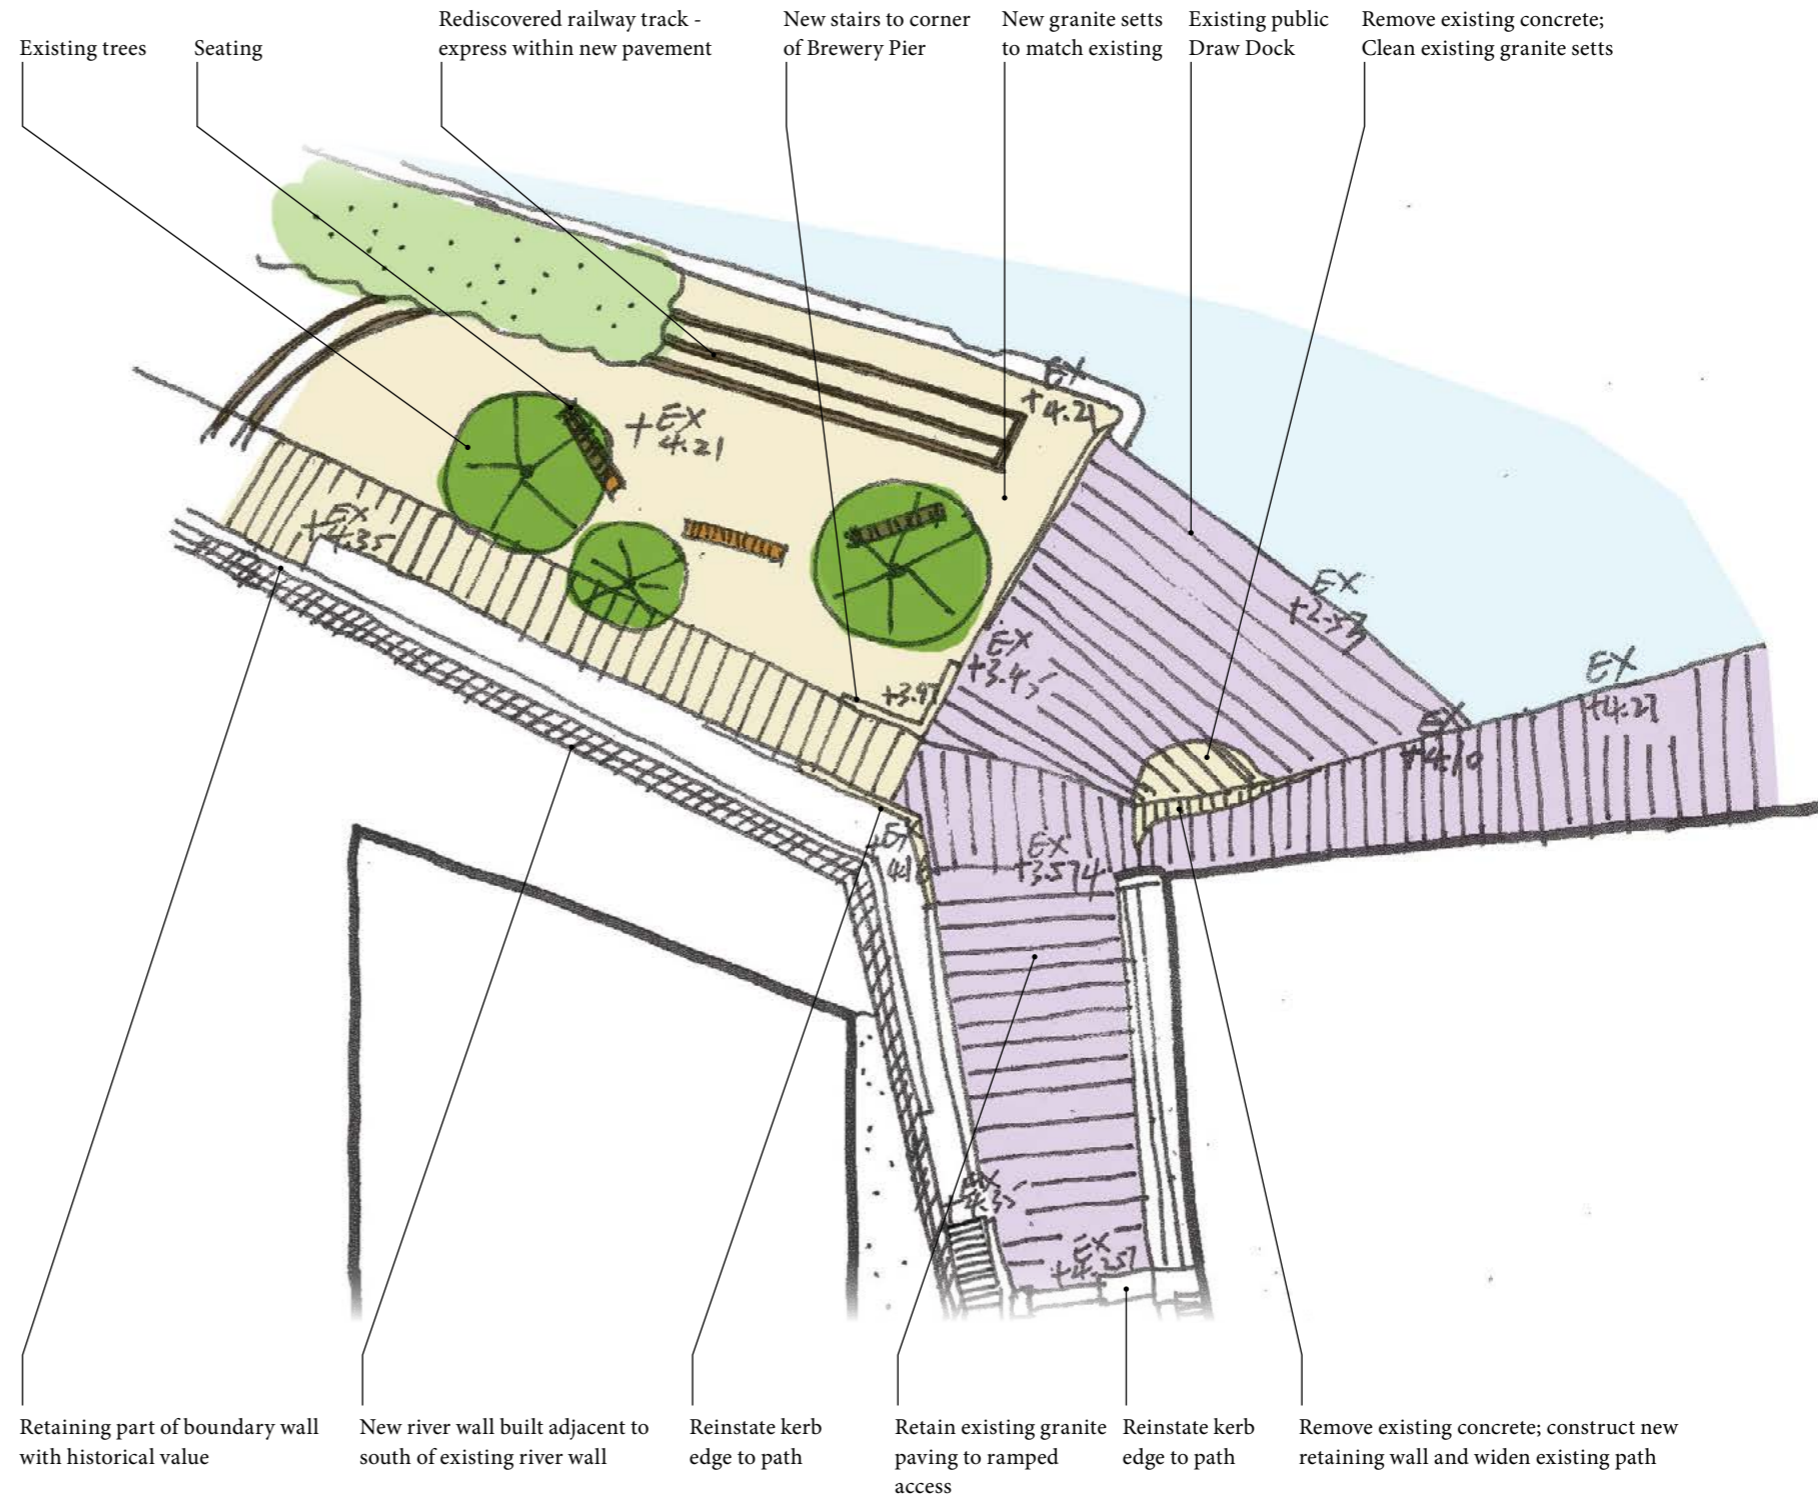 Existing trees
Seating
Rediscovered railway track -
express within new pavement
New stairs to corner
of Brewery Pier
New granite setts
to match existing
Existing public
Draw Dock
Remove existing concrete;
Clean existing granite setts
EX
+4.21
+EX
4.21
EX
+4.35
EX
+2.53
EX
+3.45
+3.97
EX
+4.27
EX
+4.10
EX
EX
+3.574
EX
+4.35
EX
+4.257
Retaining part of boundary wall
with historical value
New river wall built adjacent to
south of existing river wall
Reinstate kerb
edge to path
Retain existing granite
paving to ramped
access
Reinstate kerb
edge to path
Remove existing concrete; construct new
retaining wall and widen existing path